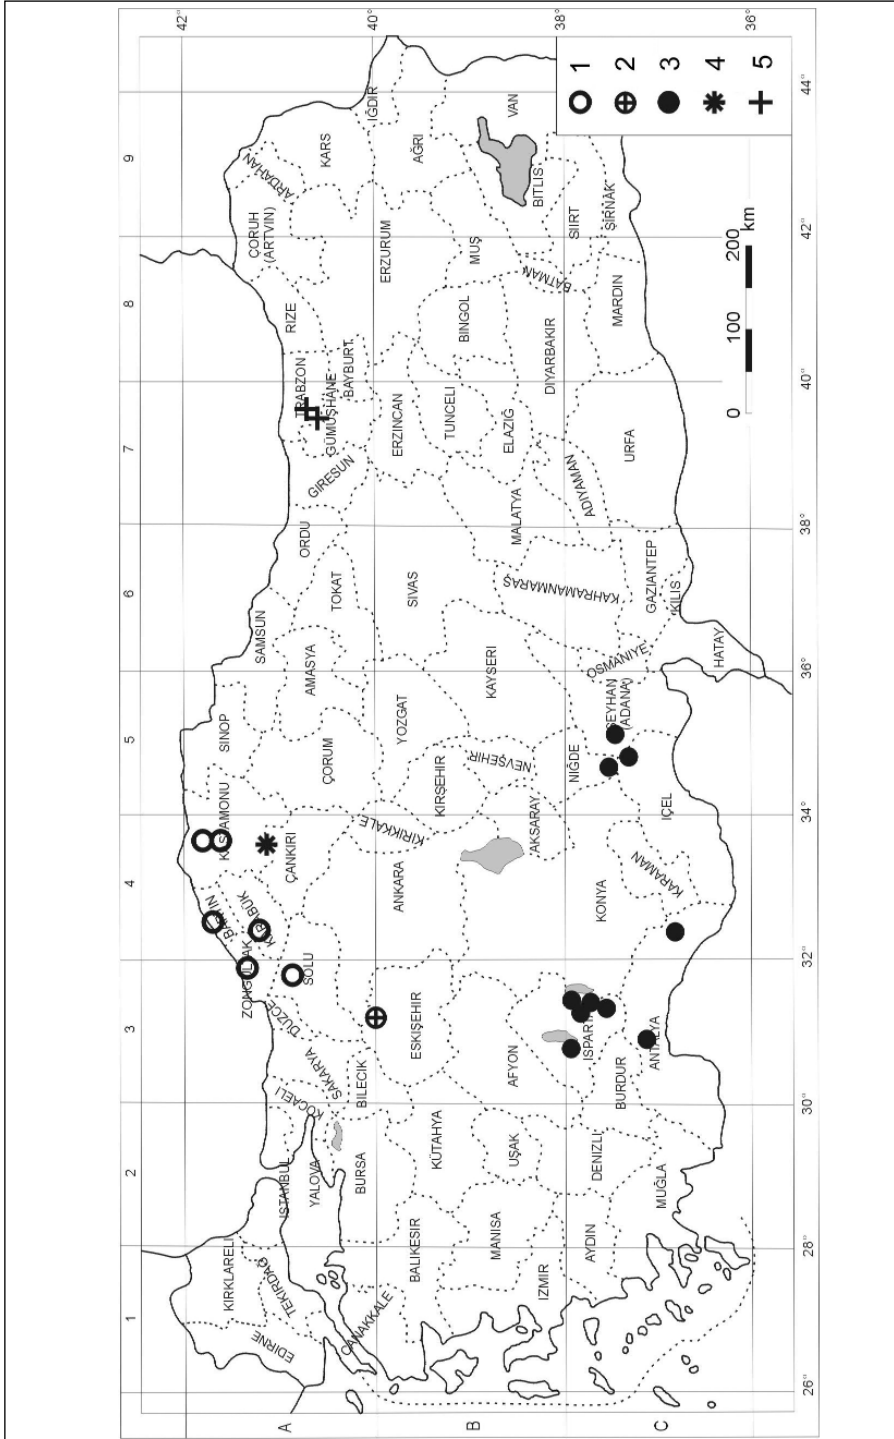 42°
40°
38°
36°
1
2
3
4
5
6
7
8
9
A
B
C
26°
28°
30°
32°
34°
36°
38°
40°
42°
44°
EDIRNE
KIRKLARELI
TEKIRDAĞ
ÇANAKKALE
ISTANBUL
YALOVA
KOCAELI
SAKARYA
BURSA
BILECIK
BALIKESIR
KÜTAHYA
MANISA
UŞAK
IZMIR
AYDIN
DENIZLI
MUĞLA
DÜZCE
ZONGULDAK
SOLU
BARTIN
KARABÜK
KASTAMONU
ÇANKIRI
ESKIŞEHIR
AFYON
ISPARTA
BURDUR
ANTALYA
ANKARA
KIRIKKALE
KONYA
KARAMAN
AKSARAY
IÇEL
SINOP
ÇORUM
SAMSUN
AMASYA
YOZGAT
KIRŞEHIR
NEVŞEHIR
NIĞDE
KAYSERI
SEYHAN
(ADANA)
OSMANIYE
HATAY
ORDU
TOKAT
SIVAS
KAHRAMANMARAŞ
GAZIANTEP
KILIS
MALATYA
ADIYAMAN
URFA
GIRESUN
TRABZON
GÜMÜŞHANE
BAYBURT
ERZINCAN
TUNCELI
ELAZIĞ
DIYARBAKIR
RIZE
ÇORUH
(ARTVIN)
ARDAHAN
KARS
IĞDIR
AĞRI
ERZURUM
BINGOL
MUŞ
BITLIS
VAN
BATMAN
SIIRT
ŞIRNAK
MARDIN
0 100 200
km
1
2
3
4
5